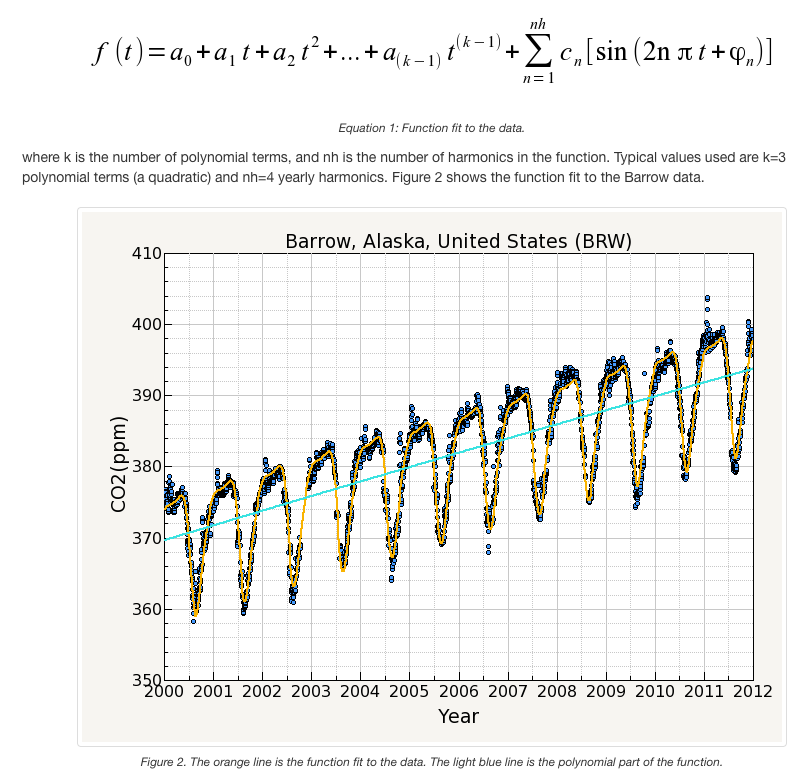 f (t) = a₀ + a₁ t + a₂ t² + ... + a₍ₖ₋₁₎ t⁽ᵏ⁻¹⁾ + ∑ₙ₌₁ⁿʰ cₙ [sin (2n π t + φₙ)]
Equation 1: Function fit to the data.
where k is the number of polynomial terms, and nh is the number of harmonics in the function. Typical values used are k=3
polynomial terms (a quadratic) and nh=4 yearly harmonics. Figure 2 shows the function fit to the Barrow data.
Barrow, Alaska, United States (BRW)
410
400
390
380
370
360
350
CO2(ppm)
2000 2001 2002 2003 2004 2005 2006 2007 2008 2009 2010 2011 2012
Year
Figure 2. The orange line is the function fit to the data. The light blue line is the polynomial part of the function.